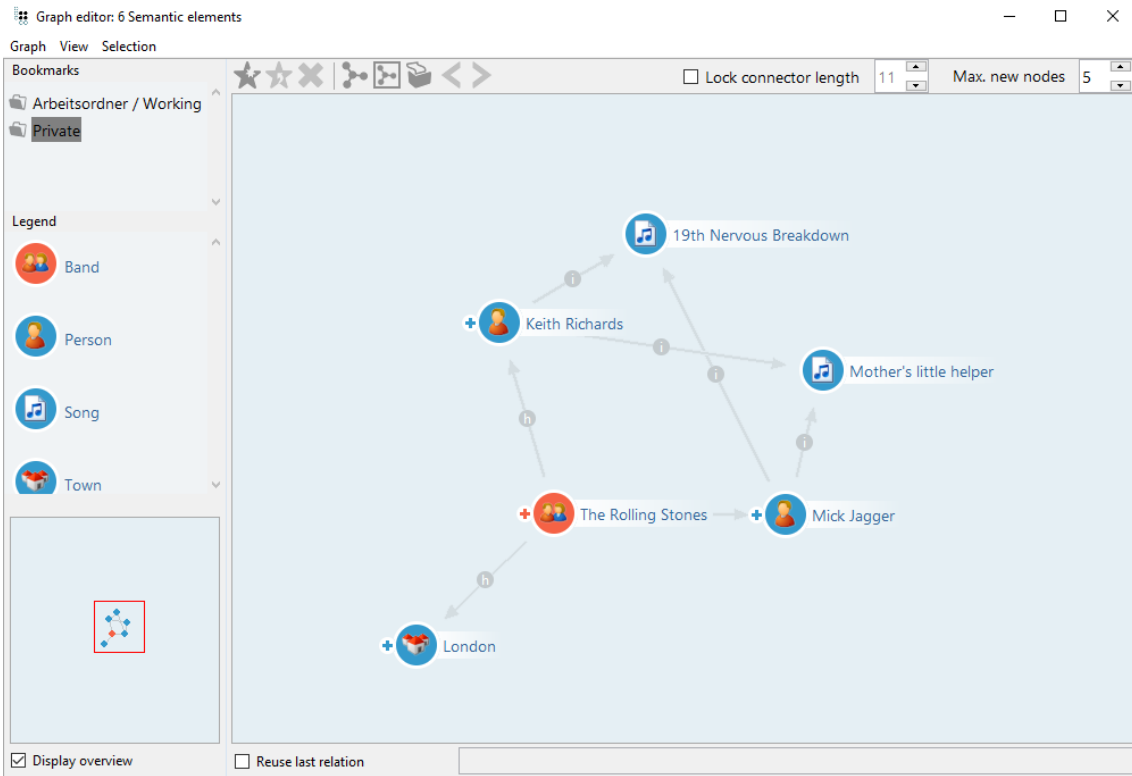 Graph editor: 6 Semantic elements
Graph View Selection
Bookmarks
Lock connector length 11 Max. new nodes 5
Arbeitsordner / Working
Private
Legend
Band
Person
Song
Town
19th Nervous Breakdown
i
Keith Richards
i
i
Mother's little helper
h
i
The Rolling Stones
Mick Jagger
h
London
Display overview
Reuse last relation